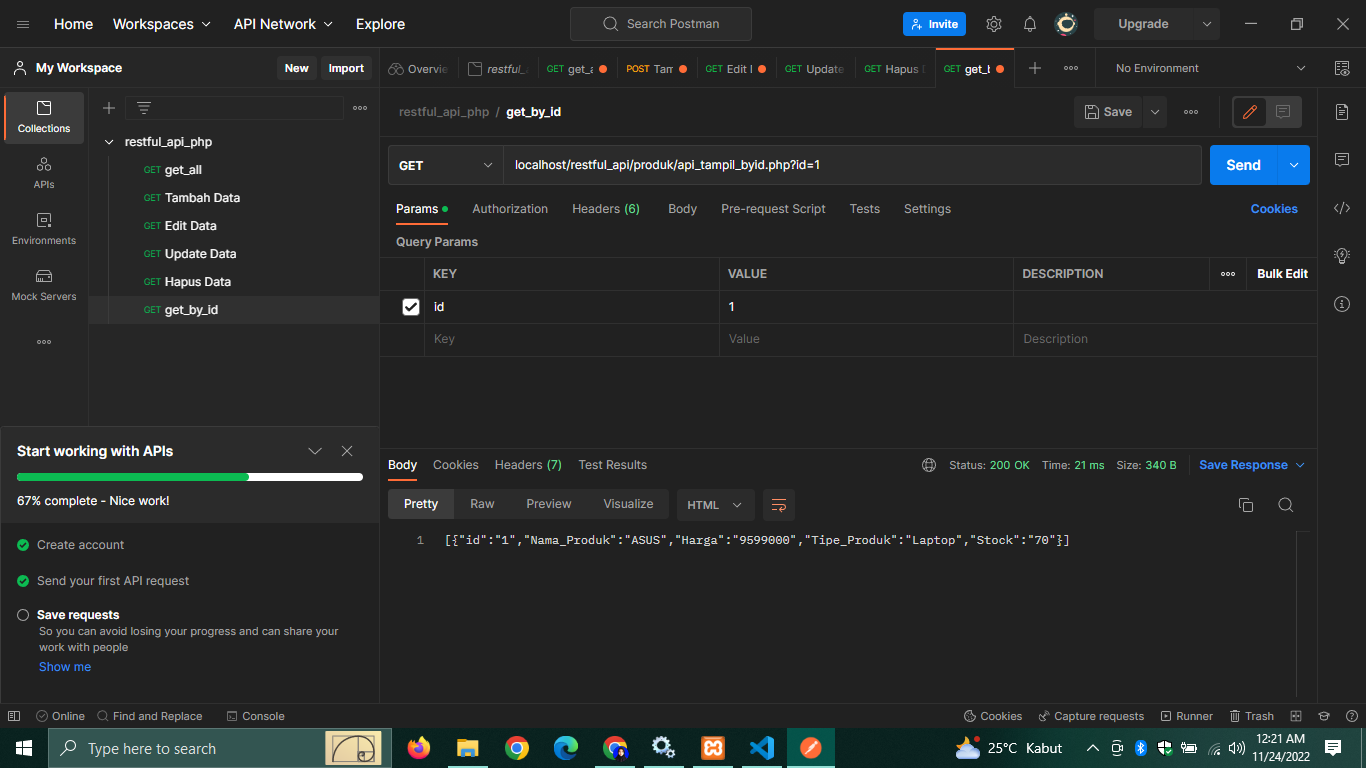 Home Workspaces API Network Explore Search Postman Invite Upgrade
My Workspace New Import Overvie restful_ GET get_a POST Tam GET Edit I GET Update GET Hapus GET get_b No Environment
Collections
APIs
Environments
Mock Servers
restful_api_php
GET get_all
GET Tambah Data
GET Edit Data
GET Update Data
GET Hapus Data
GET get_by_id
restful_api_php / get_by_id Save
GET localhost/restful_api/produk/api_tampil_byid.php?id=1 Send
Params Authorization Headers (6) Body Pre-request Script Tests Settings Cookies
Query Params
KEY VALUE DESCRIPTION Bulk Edit
id 1
Key Value Description
Start working with APIs
67% complete - Nice work!
Create account
Send your first API request
Save requests
So you can avoid losing your progress and can share your
work with people
Show me
Body Cookies Headers (7) Test Results Status: 200 OK Time: 21 ms Size: 340 B Save Response
Pretty Raw Preview Visualize HTML
1 [{"id":"1","Nama_Produk":"ASUS","Harga":"9599000","Tipe_Produk":"Laptop","Stock":"70"}]
Online Find and Replace Console Cookies Capture requests Runner Trash
Type here to search 25°C Kabut 12:21 AM
11/24/2022